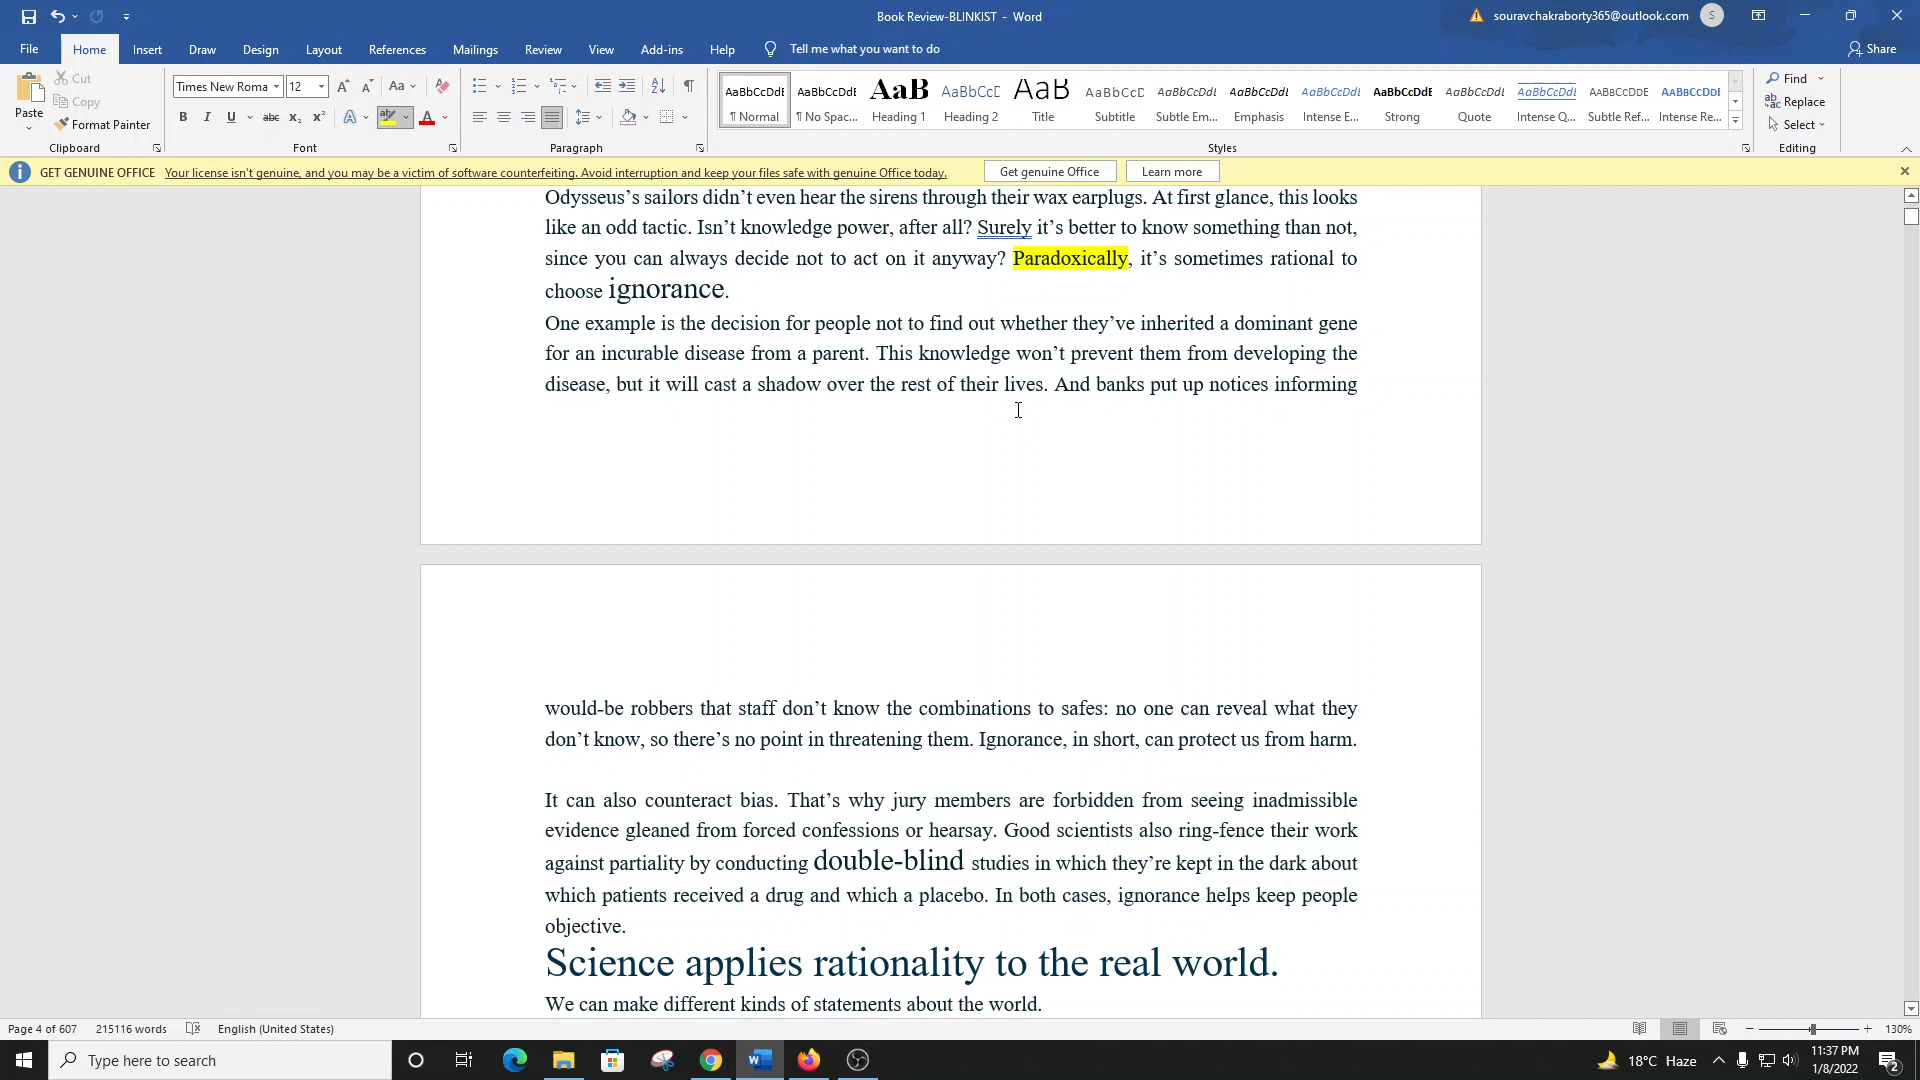 Book Review-BLINKIST - Word
souravchakraborty365@outlook.com
S
File Home Insert Draw Design Layout References Mailings Review View Add-ins Help Tell me what you want to do
Share
Paste
Cut
Copy
Format Painter
Clipboard
Times New Roma 12
Font
Paragraph
AaBbCcDdE AaBbCcDdE AaB AaBbCcD AaB AaBbCcD AaBbCcDdE AaBbCcDdE AaBbCcDdE AaBbCcDdE AaBbCcDdE AaBbCcDdE AABBCCDDE AABBCCDDE
¶ Normal ¶ No Spac... Heading 1 Heading 2 Title Subtitle Subtle Em... Emphasis Intense E... Strong Quote Intense Q... Subtle Ref... Intense Re...
Styles
Find
Replace
Select
Editing
GET GENUINE OFFICE Your license isn't genuine, and you may be a victim of software counterfeiting. Avoid interruption and keep your files safe with genuine Office today. Get genuine Office Learn more
Odysseus’s sailors didn’t even hear the sirens through their wax earplugs. At first glance, this looks
like an odd tactic. Isn’t knowledge power, after all? Surely it’s better to know something than not,
since you can always decide not to act on it anyway? Paradoxically, it’s sometimes rational to
choose ignorance.
One example is the decision for people not to find out whether they’ve inherited a dominant gene
for an incurable disease from a parent. This knowledge won’t prevent them from developing the
disease, but it will cast a shadow over the rest of their lives. And banks put up notices informing
would-be robbers that staff don’t know the combinations to safes: no one can reveal what they
don’t know, so there’s no point in threatening them. Ignorance, in short, can protect us from harm.
It can also counteract bias. That’s why jury members are forbidden from seeing inadmissible
evidence gleaned from forced confessions or hearsay. Good scientists also ring-fence their work
against partiality by conducting double-blind studies in which they’re kept in the dark about
which patients received a drug and which a placebo. In both cases, ignorance helps keep people
objective.
Science applies rationality to the real world.
We can make different kinds of statements about the world.
Page 4 of 607 215116 words English (United States) 130%
Type here to search
18°C Haze
11:37 PM
1/8/2022
2